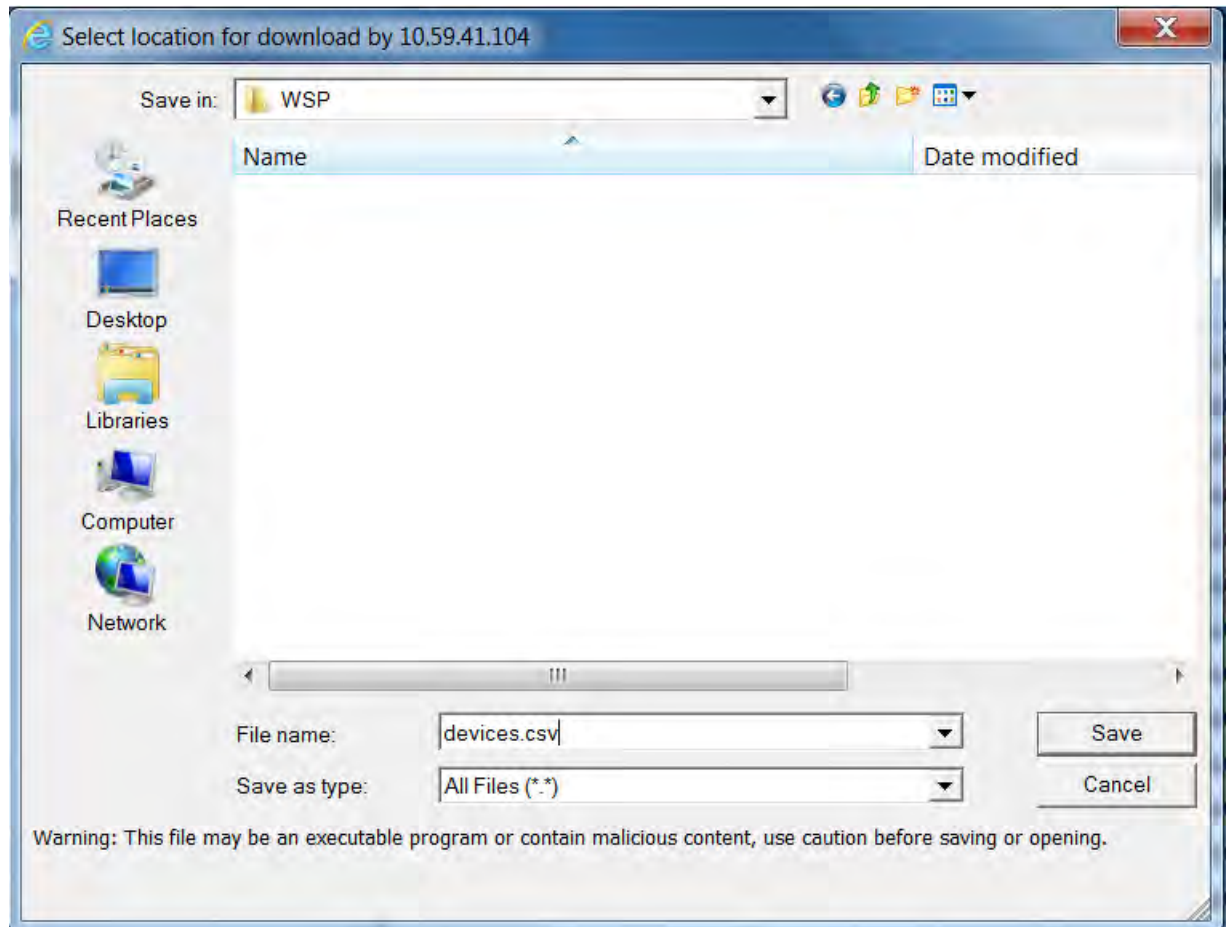 Select location for download by 10.59.41.104
Save in: WSP
Name Date modified
Recent Places
Desktop
Libraries
Computer
Network
File name: devices.csv Save
Save as type: All Files (*.*) Cancel
Warning: This file may be an executable program or contain malicious content, use caution before saving or opening.